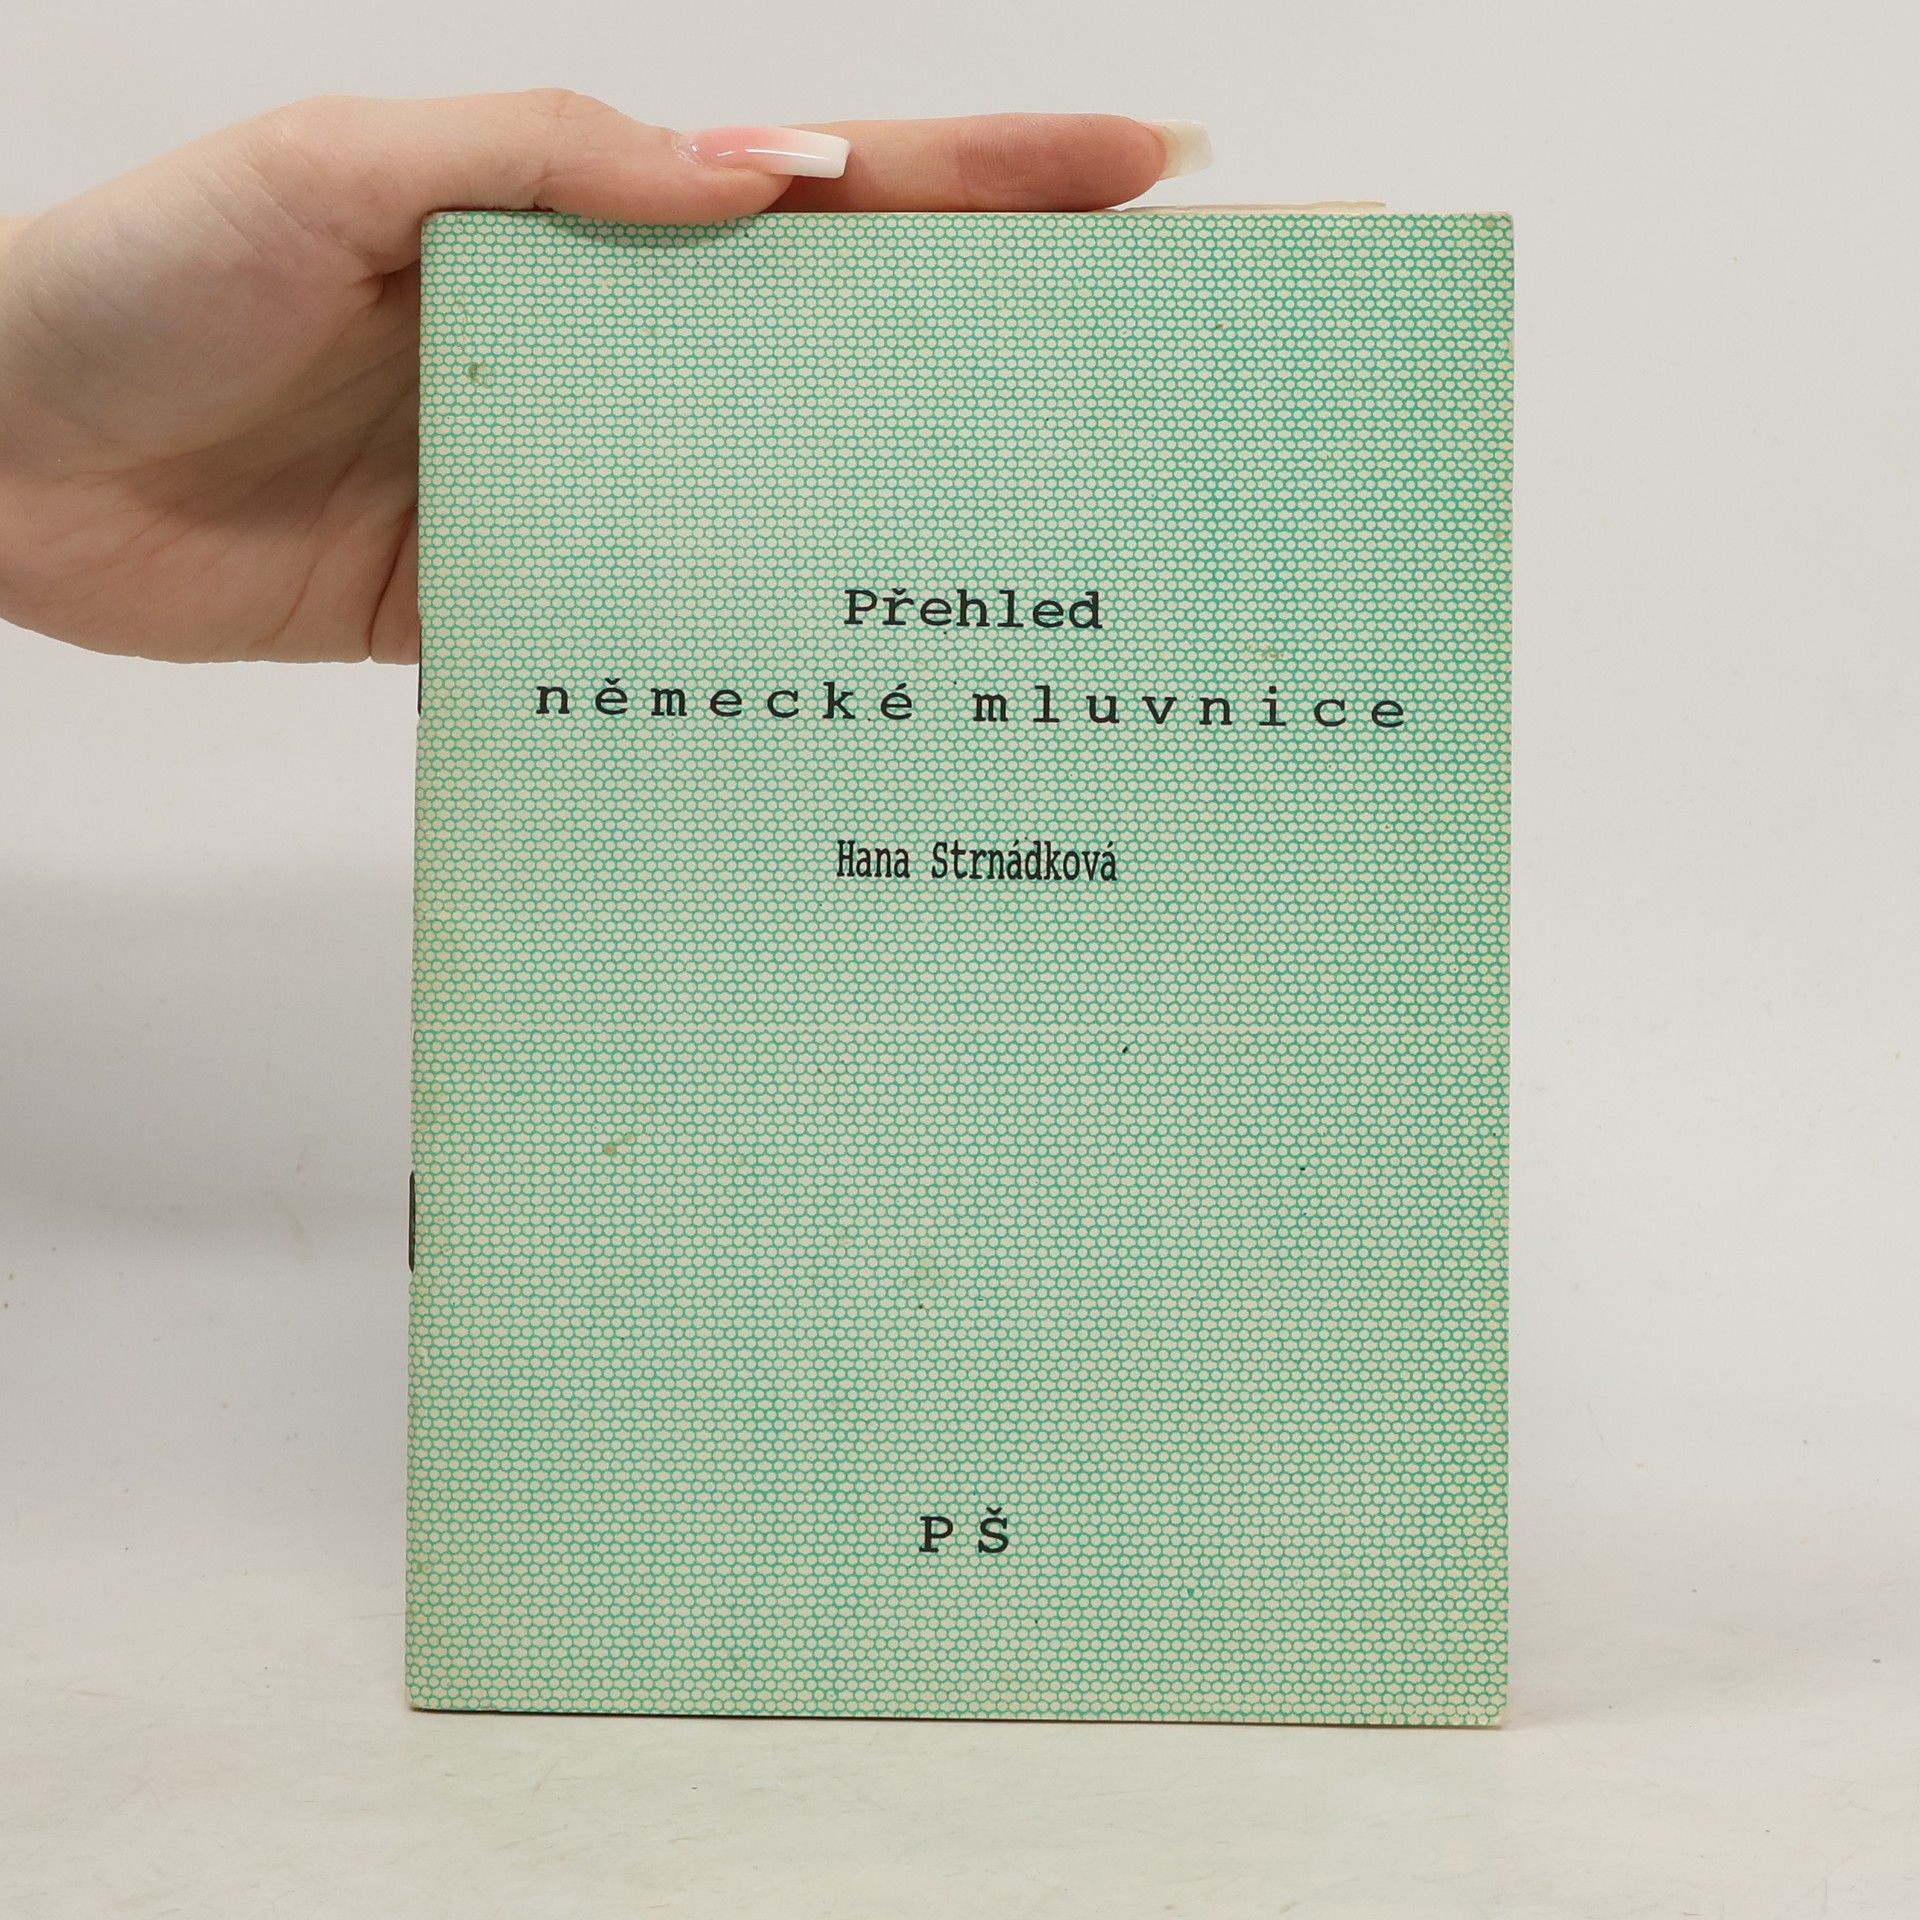 Přehled
německé mluvnice
Hana Strnádková
PŠ